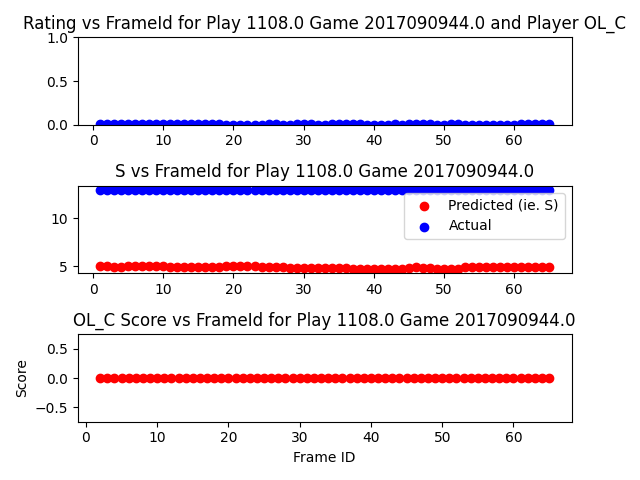 Rating vs FrameId for Play 1108.0 Game 2017090944.0 and Player OL_C
1.0
0.5
0.0
0 10 20 30 40 50 60
S vs FrameId for Play 1108.0 Game 2017090944.0
10
5
Predicted (ie. S)
Actual
0 10 20 30 40 50 60
OL_C Score vs FrameId for Play 1108.0 Game 2017090944.0
Score
0.5
0.0
−0.5
0 10 20 30 40 50 60
Frame ID